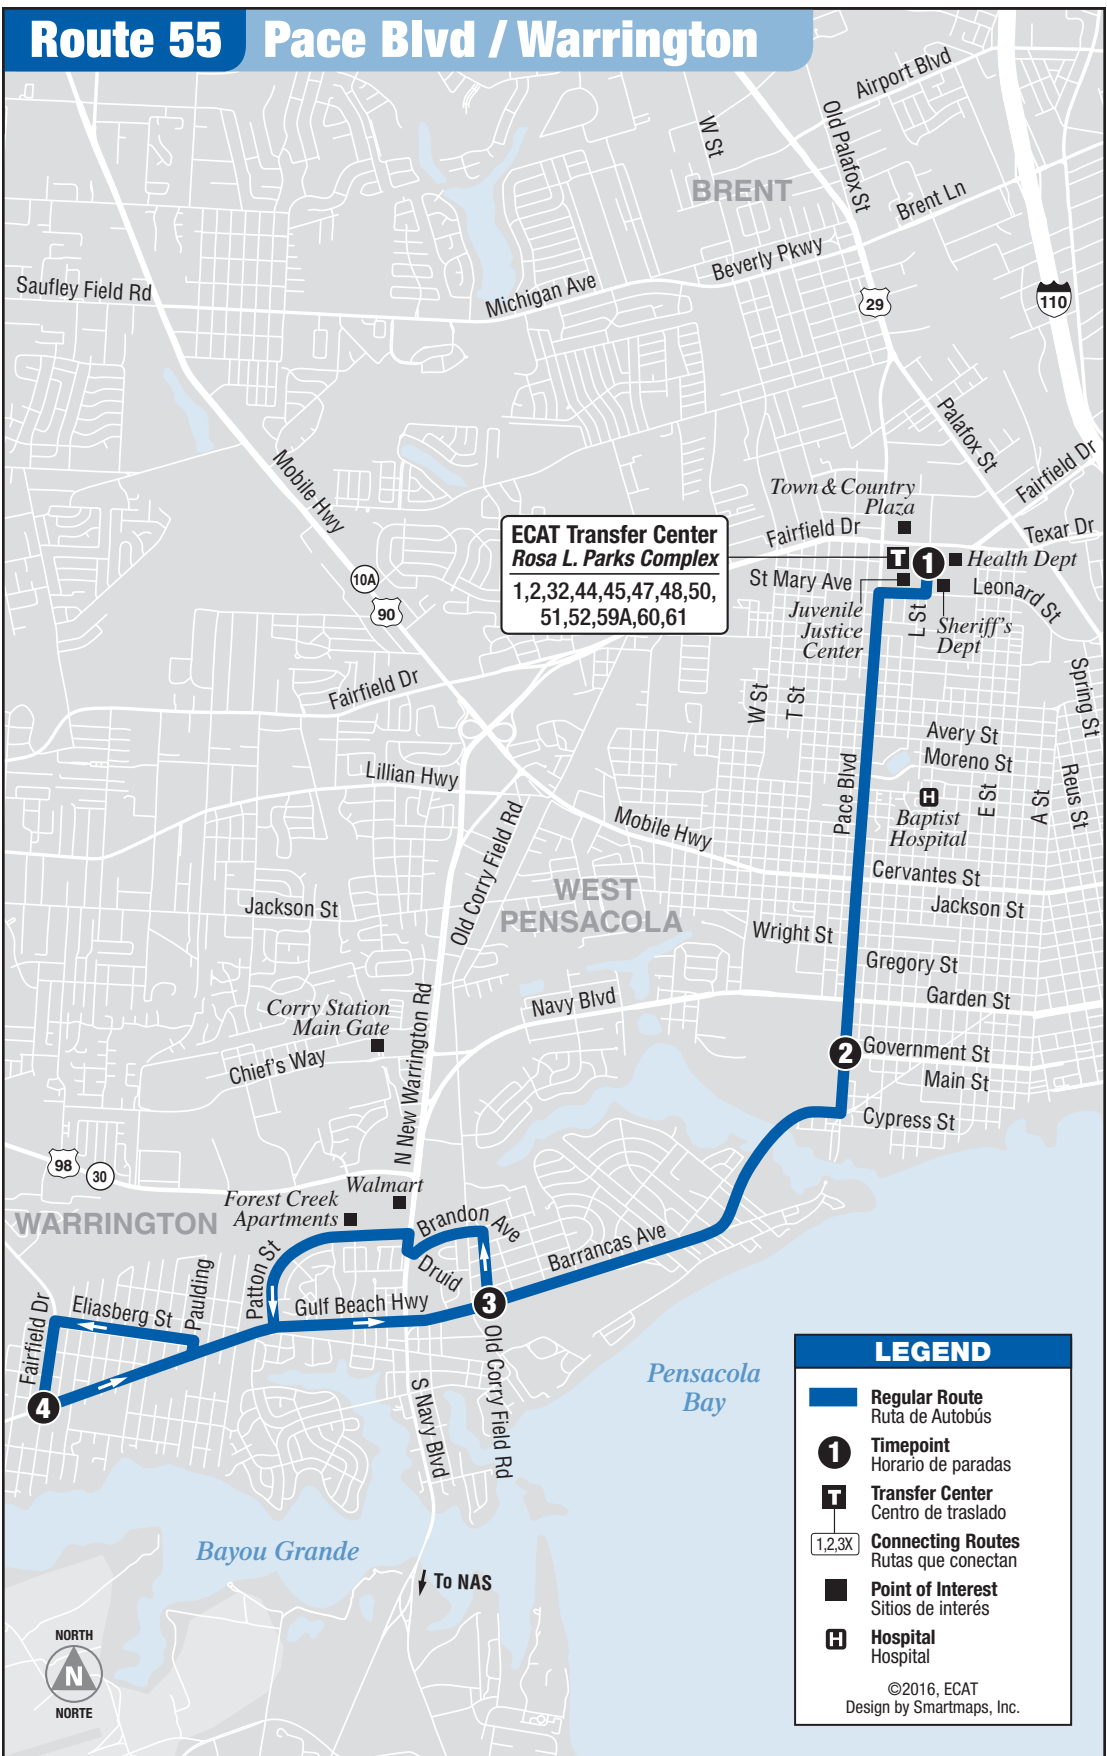 Route 55
Pace Blvd / Warrington
Airport Blvd
W St
Old Palafox St
BRENT
Brent Ln
Beverly Pkwy
Saufley Field Rd
Michigan Ave
29
110
Palafox St
Mobile Hwy
Fairfield Dr
Town & Country
Plaza
Texar Dr
Fairfield Dr
ECAT Transfer Center
Rosa L. Parks Complex
1,2,32,44,45,47,48,50,
51,52,59A,60,61
T
1
Health Dept
St Mary Ave
Leonard St
10A
90
Juvenile
Justice
Center
L St
Sheriff's
Dept
Fairfield Dr
W St
T St
Spring St
Avery St
Moreno St
Lillian Hwy
Pace Blvd
H
Baptist
Hospital
E St
A St
Reus St
Old Corry Field Rd
Mobile Hwy
Cervantes St
WEST
PENSACOLA
Jackson St
Jackson St
Wright St
Gregory St
Garden St
Navy Blvd
Corry Station
Main Gate
N New Warrington Rd
2
Government St
Chief's Way
Main St
Cypress St
98
30
Walmart
Forest Creek
Apartments
WARRINGTON
Brandon Ave
Barrancas Ave
Druid
Patton St
Paulding
Gulf Beach Hwy
3
Eliasberg St
Fairfield Dr
4
Old Corry Field Rd
S Navy Blvd
Pensacola
Bay
Bayou Grande
To NAS
NORTH
N
NORTE
LEGEND
Regular Route
Ruta de Autobús
1
Timepoint
Horario de paradas
T
Transfer Center
Centro de traslado
1,2,3X
Connecting Routes
Rutas que conectan
Point of Interest
Sitios de interés
H
Hospital
Hospital
©2016, ECAT
Design by Smartmaps, Inc.